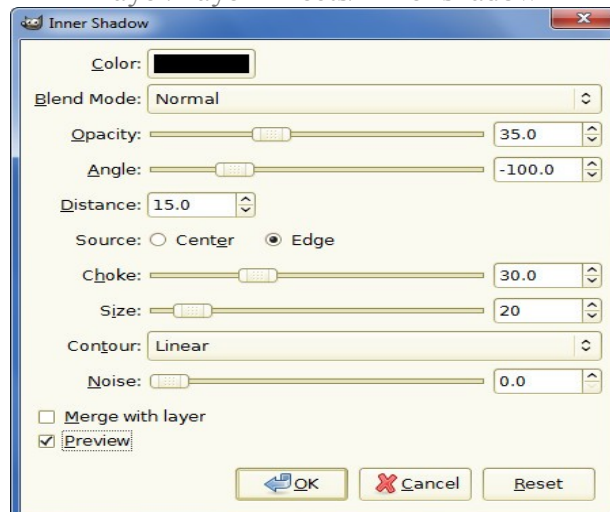 Inner Shadow
Color:
Blend Mode: Normal
Opacity: 35.0
Angle: -100.0
Distance: 15.0
Source: Center Edge
Choke: 30.0
Size: 20
Contour: Linear
Noise: 0.0
Merge with layer
Preview
OK Cancel Reset